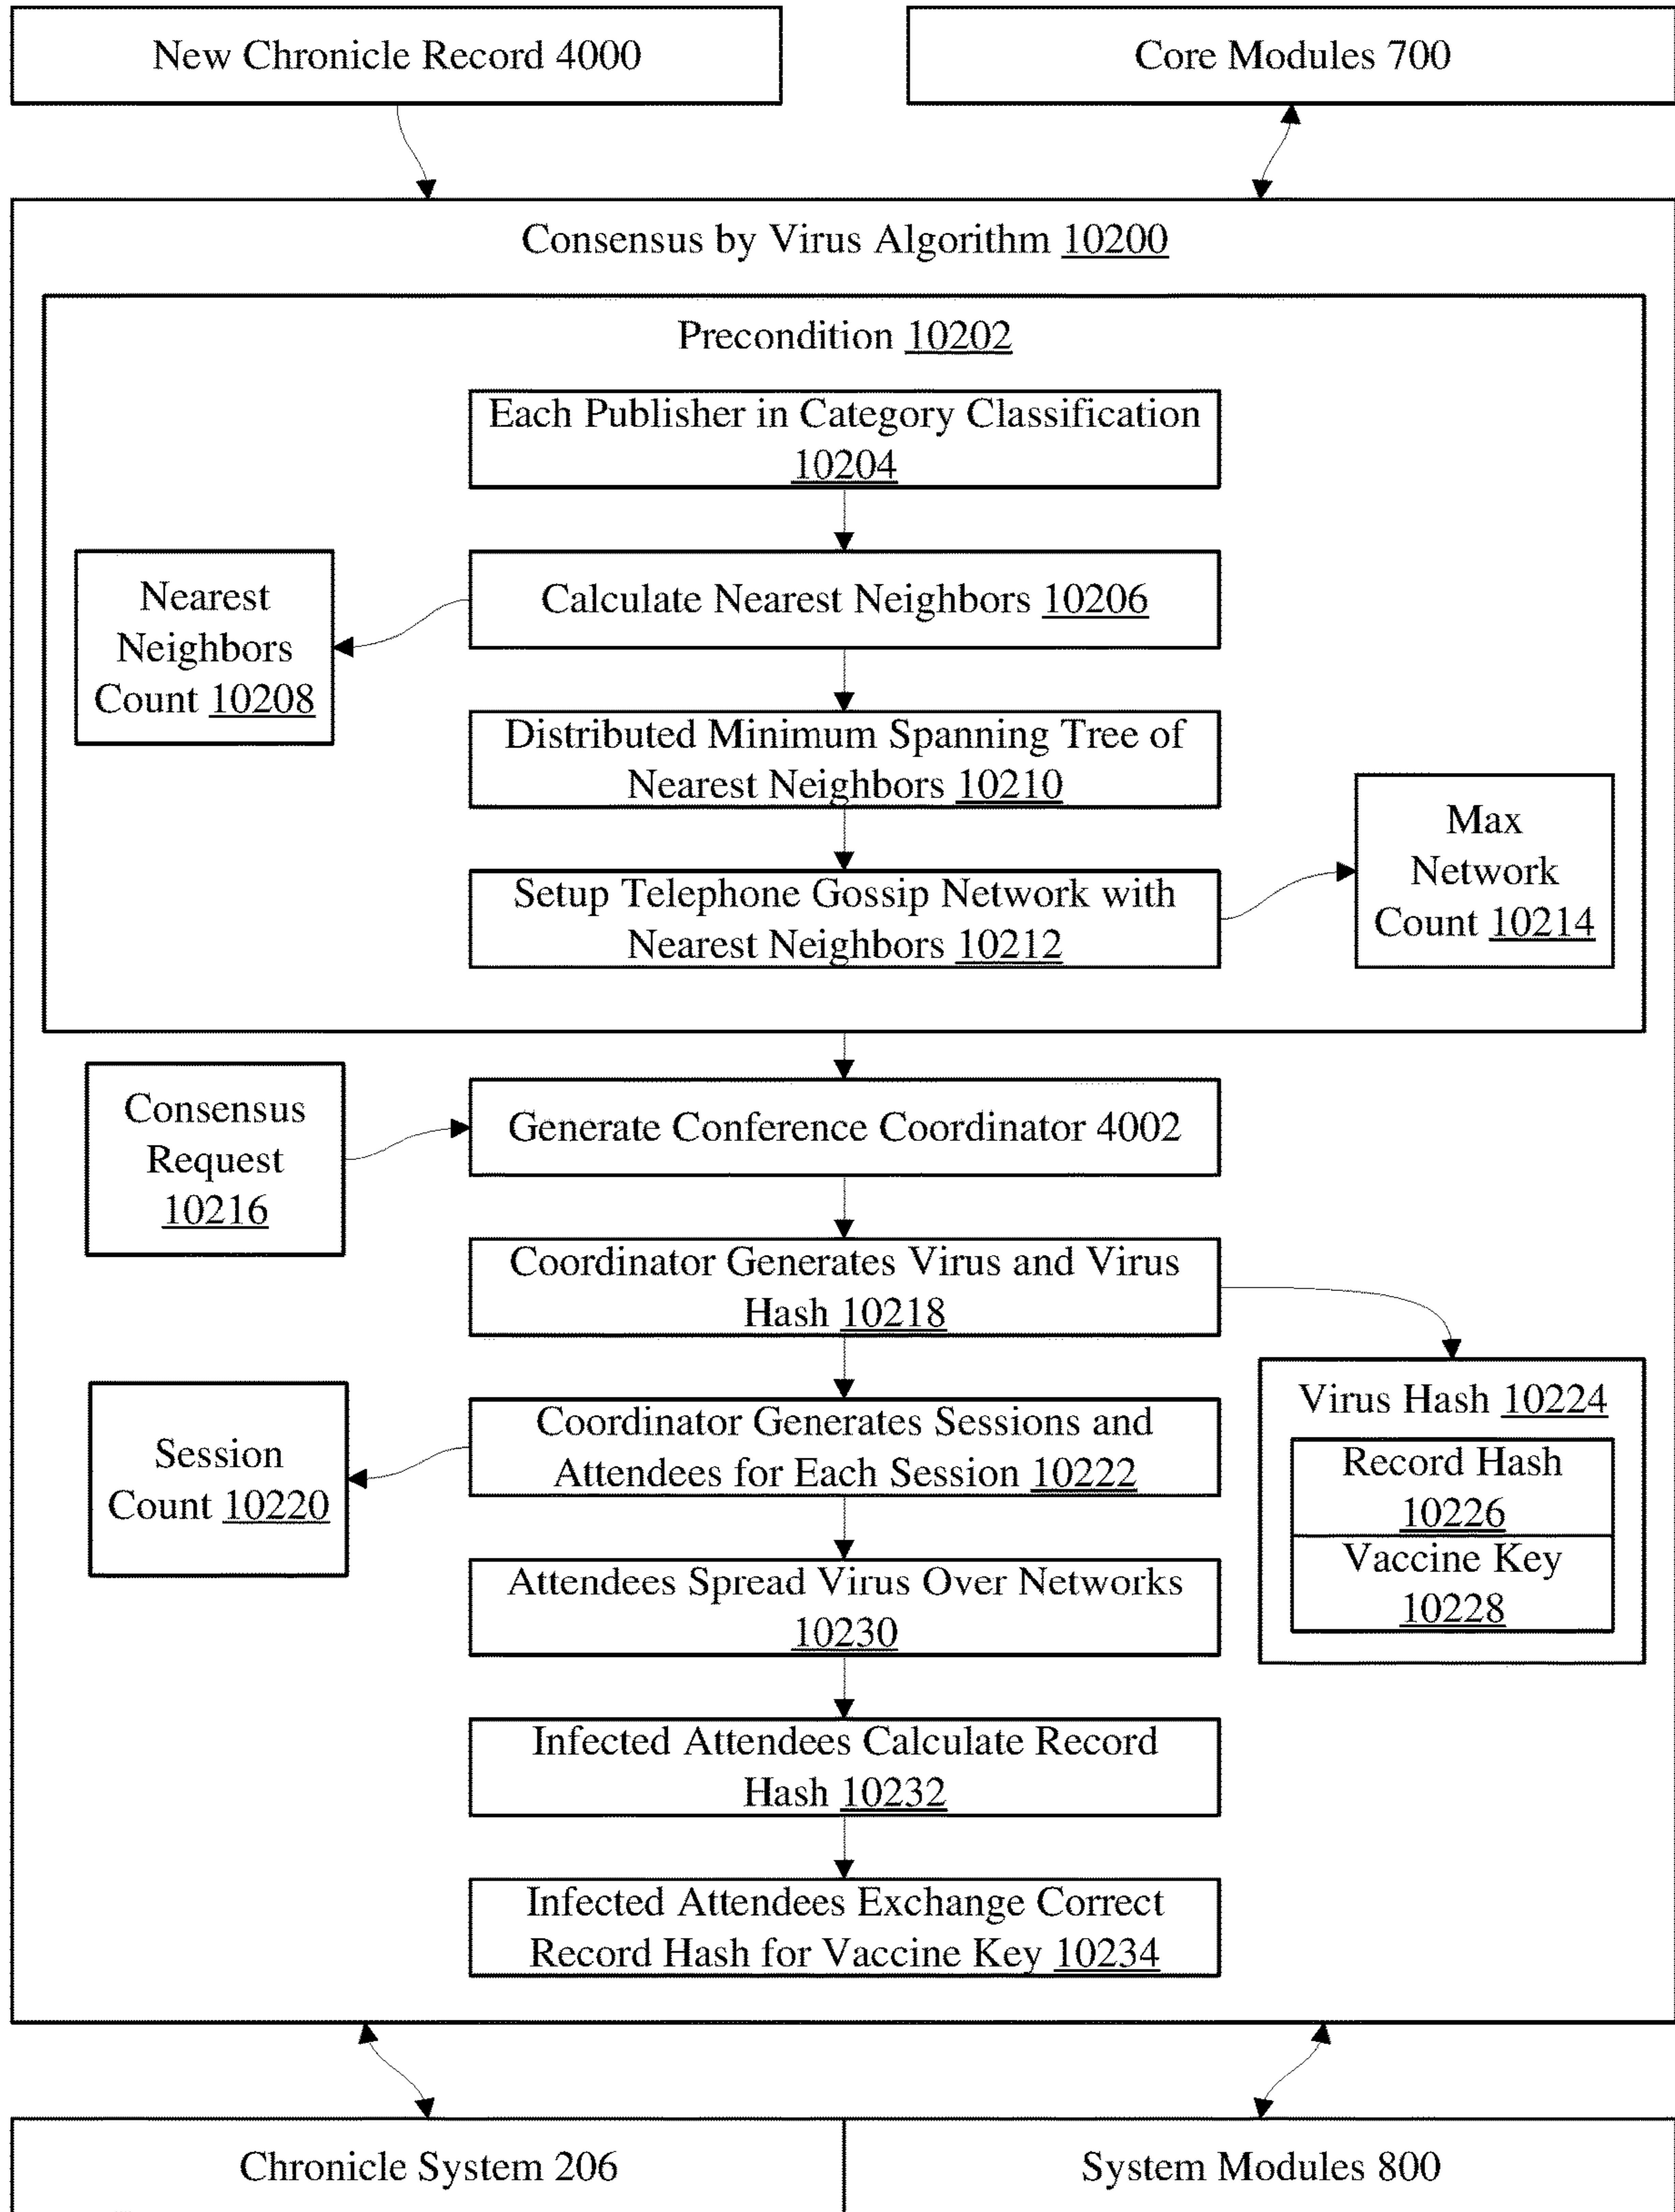 New Chronicle Record 4000
Core Modules 700
Consensus by Virus Algorithm 10200
Precondition 10202
Each Publisher in Category Classification
10204
Nearest
Neighbors
Count 10208
Calculate Nearest Neighbors 10206
Distributed Minimum Spanning Tree of
Nearest Neighbors 10210
Setup Telephone Gossip Network with
Nearest Neighbors 10212
Max
Network
Count 10214
Consensus
Request
10216
Generate Conference Coordinator 4002
Coordinator Generates Virus and Virus
Hash 10218
Session
Count 10220
Coordinator Generates Sessions and
Attendees for Each Session 10222
Virus Hash 10224
Record Hash
10226
Vaccine Key
10228
Attendees Spread Virus Over Networks
10230
Infected Attendees Calculate Record
Hash 10232
Infected Attendees Exchange Correct
Record Hash for Vaccine Key 10234
Chronicle System 206
System Modules 800